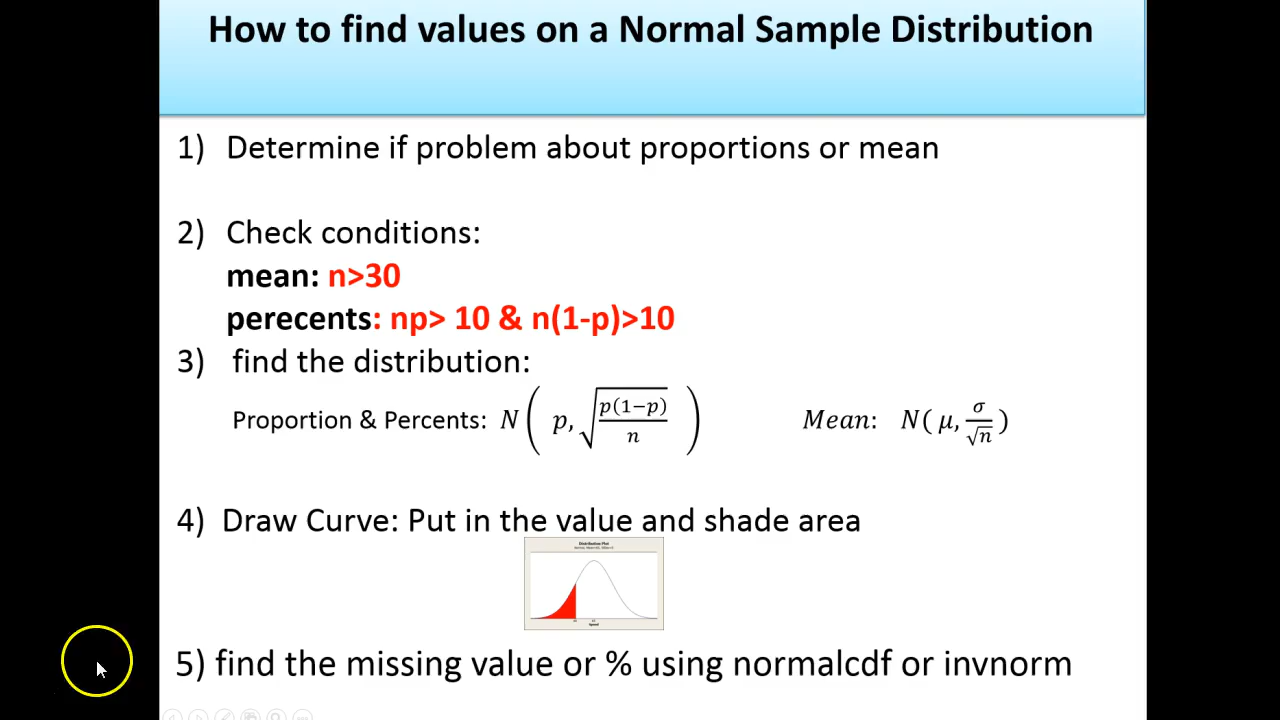 How to find values on a Normal Sample Distribution
1) Determine if problem about proportions or mean
2) Check conditions:
mean: n>30
perecents: np> 10 & n(1-p)>10
3) find the distribution:
Proportion & Percents: N( p, √(p(1−p)/n) ) Mean: N( μ, σ/√n )
4) Draw Curve: Put in the value and shade area
Distribution Plot
5) find the missing value or % using normalcdf or invnorm